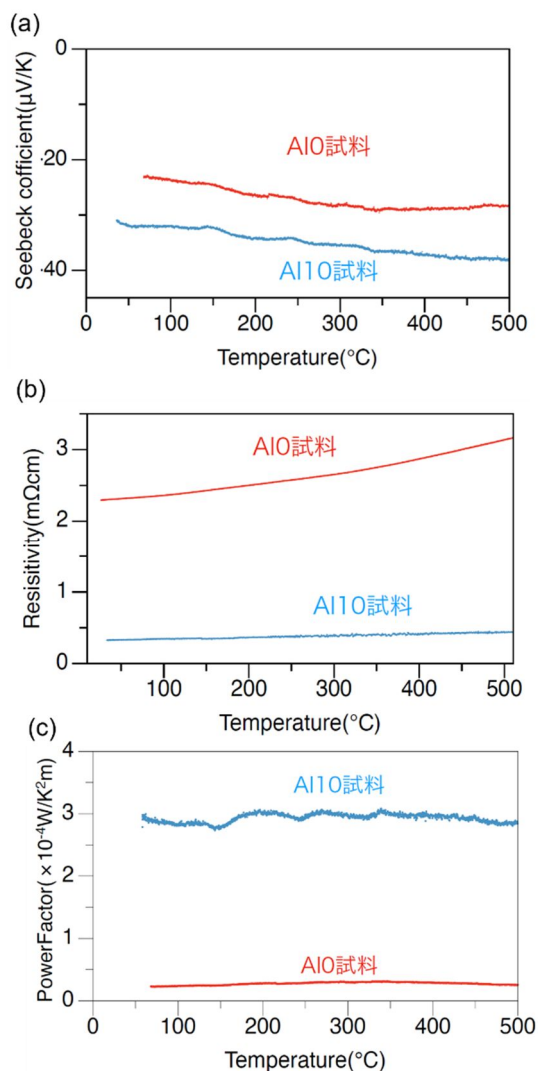 (a)
0
-20
-40
Seebeck cofficient(μV/K)
Al0試料
Al10試料
0 100 200 300 400 500
Temperature(°C)
(b)
3
2
1
0
Resisitivity(mΩcm)
Al0試料
Al10試料
100 200 300 400 500
Temperature(°C)
(c)
4
3
2
1
0
PowerFactor(×10⁻⁴W/K²m)
Al10試料
Al0試料
0 100 200 300 400 500
Temperature(°C)